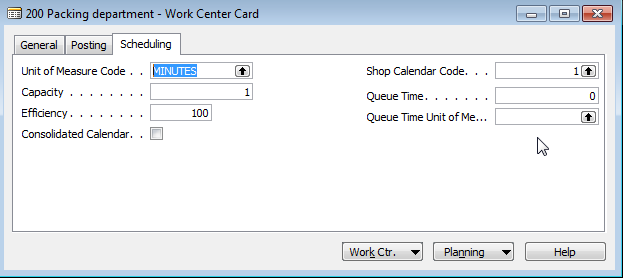 200 Packing department - Work Center Card
General Posting Scheduling
Unit of Measure Code . . MINUTES Shop Calendar Code. . . 1
Capacity . . . . . . . . 1 Queue Time . . . . . . . 0
Efficiency . . . . . . . . 100 Queue Time Unit of Me...
Consolidated Calendar. .
Work Ctr. Planning Help